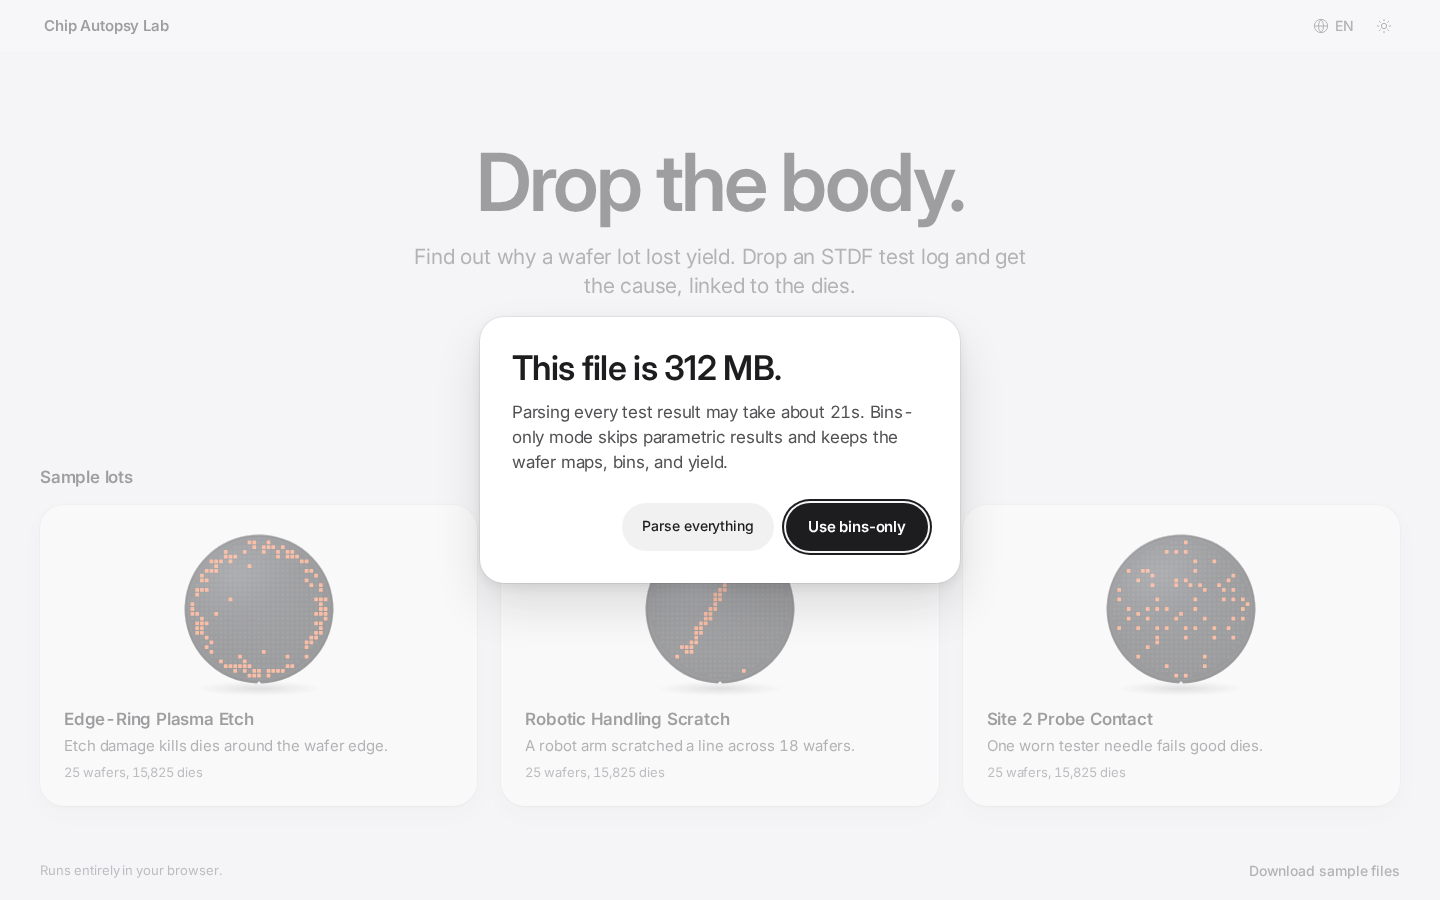 Chip Autopsy Lab
EN
Drop the body.
Find out why a wafer lot lost yield. Drop an STDF test log and get
the cause, linked to the dies.
This file is 312 MB.
Parsing every test result may take about 21s. Bins-
only mode skips parametric results and keeps the
wafer maps, bins, and yield.
Parse everything
Use bins-only
Sample lots
Edge-Ring Plasma Etch
Etch damage kills dies around the wafer edge.
25 wafers, 15,825 dies
Robotic Handling Scratch
A robot arm scratched a line across 18 wafers.
25 wafers, 15,825 dies
Site 2 Probe Contact
One worn tester needle fails good dies.
25 wafers, 15,825 dies
Runs entirely in your browser.
Download sample files